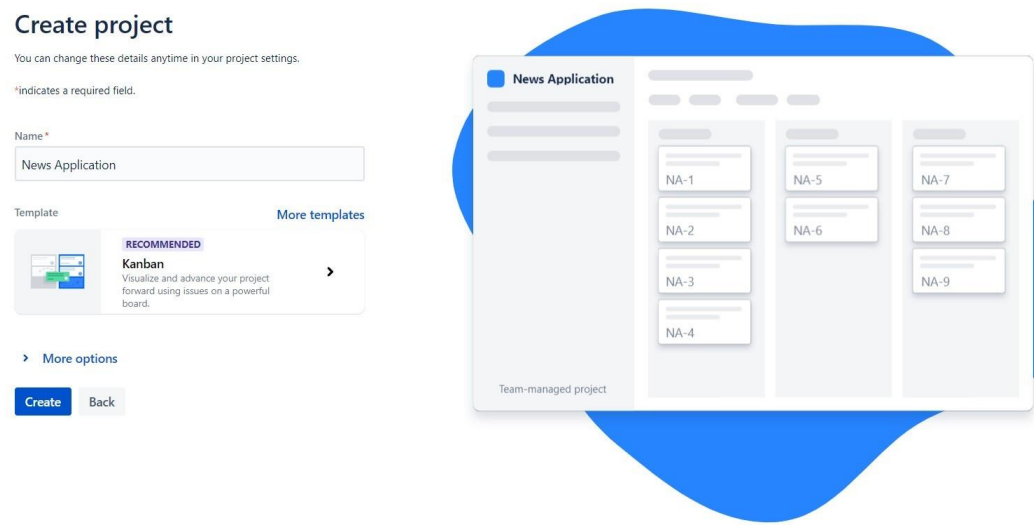 Create project
You can change these details anytime in your project settings.
*indicates a required field.
Name*
News Application
Template
More templates
RECOMMENDED
Kanban
Visualize and advance your project
forward using issues on a powerful
board.
More options
Create
Back
News Application
Team-managed project
NA-1
NA-2
NA-3
NA-4
NA-5
NA-6
NA-7
NA-8
NA-9